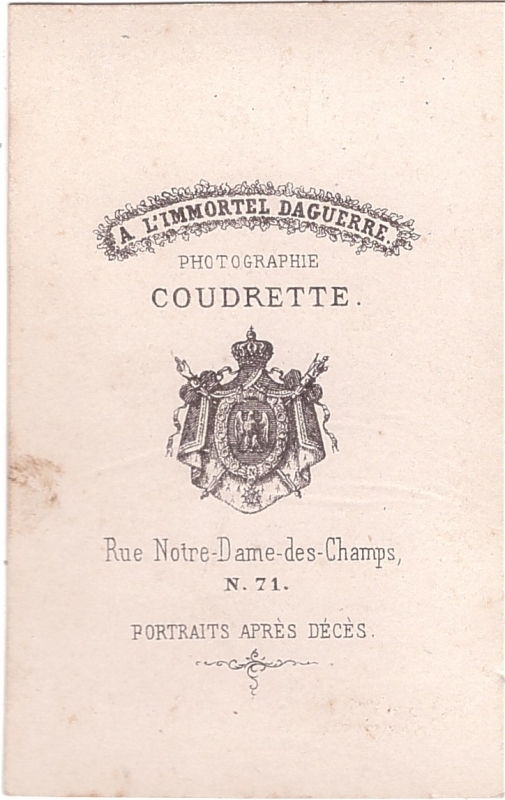 A L'IMMORTEL DAGUERRE.
PHOTOGRAPHIE
COUDRETTE.
Rue Notre-Dame-des-Champs,
N. 71.
PORTRAITS APRÈS DÉCÈS.